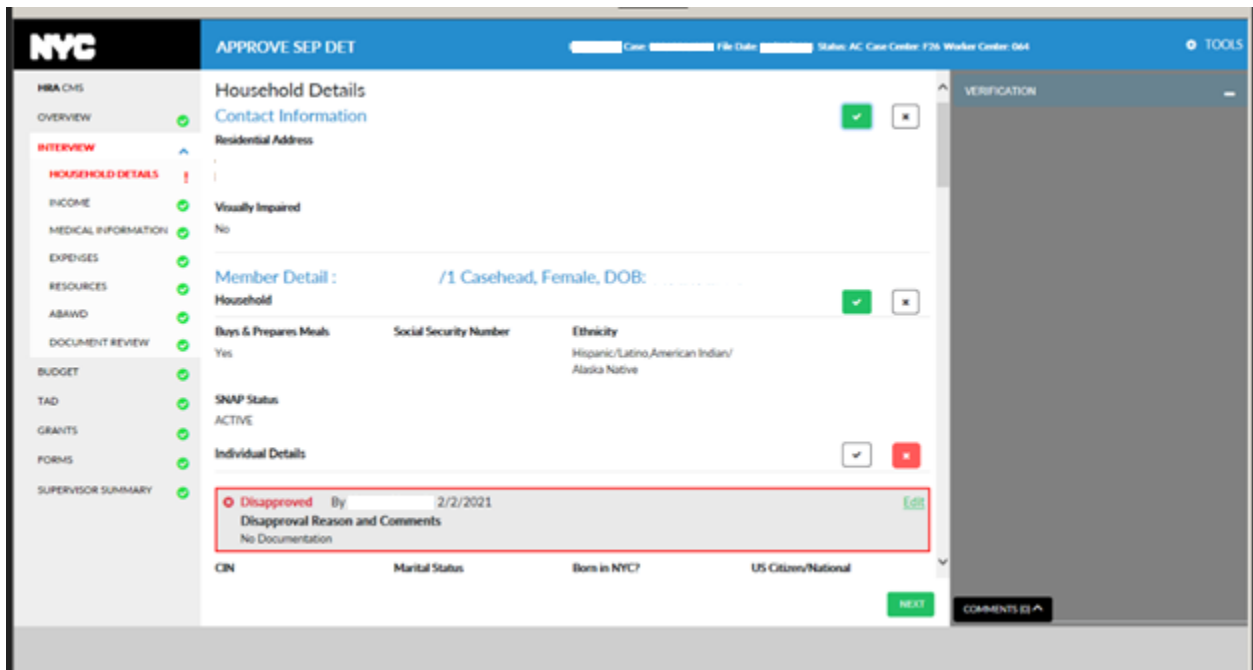 NYC
APPROVE SEP DET
Case: File Date: Status: AC Case Center: F26 Worker Center: 064
TOOLS
HRA CMS
OVERVIEW
INTERVIEW
HOUSEHOLD DETAILS !
INCOME
MEDICAL INFORMATION
EXPENSES
RESOURCES
ABAWD
DOCUMENT REVIEW
BUDGET
TAD
GRANTS
FORMS
SUPERVISOR SUMMARY
Household Details
Contact Information
Residential Address
Visually Impaired
No
Member Detail : /1 Casehead, Female, DOB:
Household
Buys & Prepares Meals Social Security Number Ethnicity
Yes Hispanic/Latino,American Indian/
Alaska Native
SNAP Status
ACTIVE
Individual Details
Disapproved By 2/2/2021 Edit
Disapproval Reason and Comments
No Documentation
CIN Marital Status Born in NYC? US Citizen/National
NEXT
VERIFICATION
COMMENTS (0)